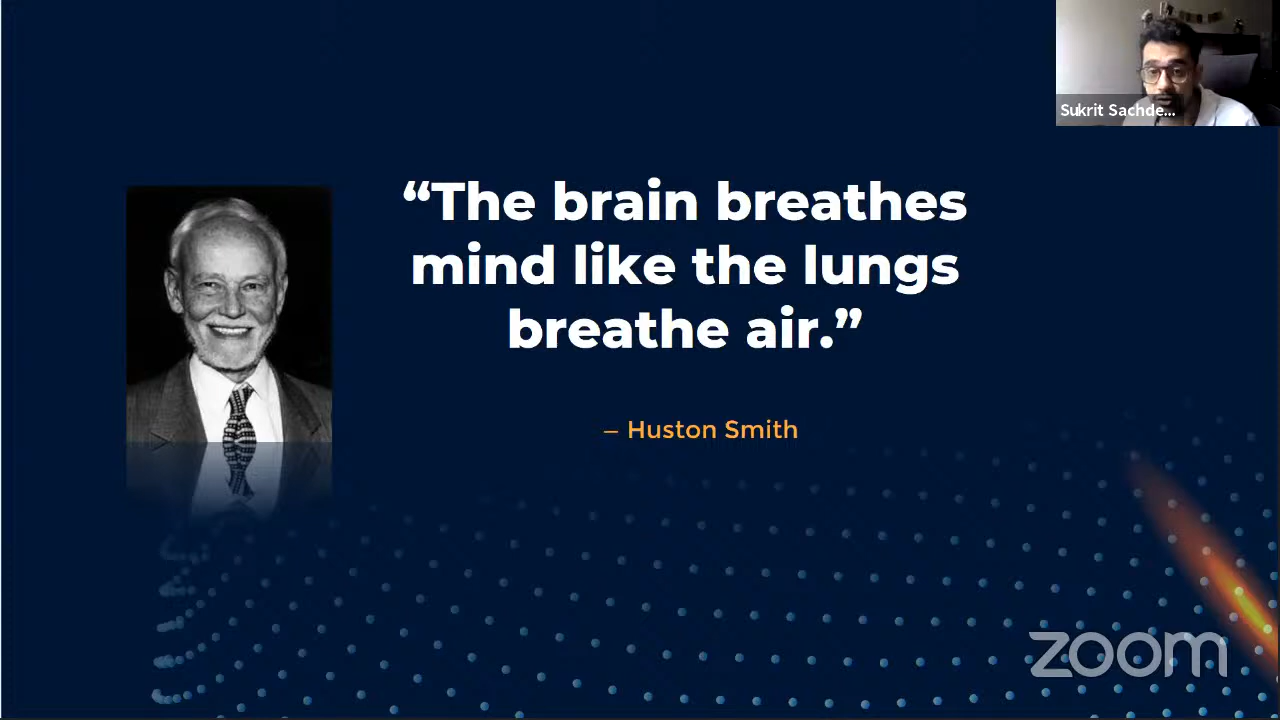 Sukrit Sachde...
“The brain breathes
mind like the lungs
breathe air.”
– Huston Smith
zoom